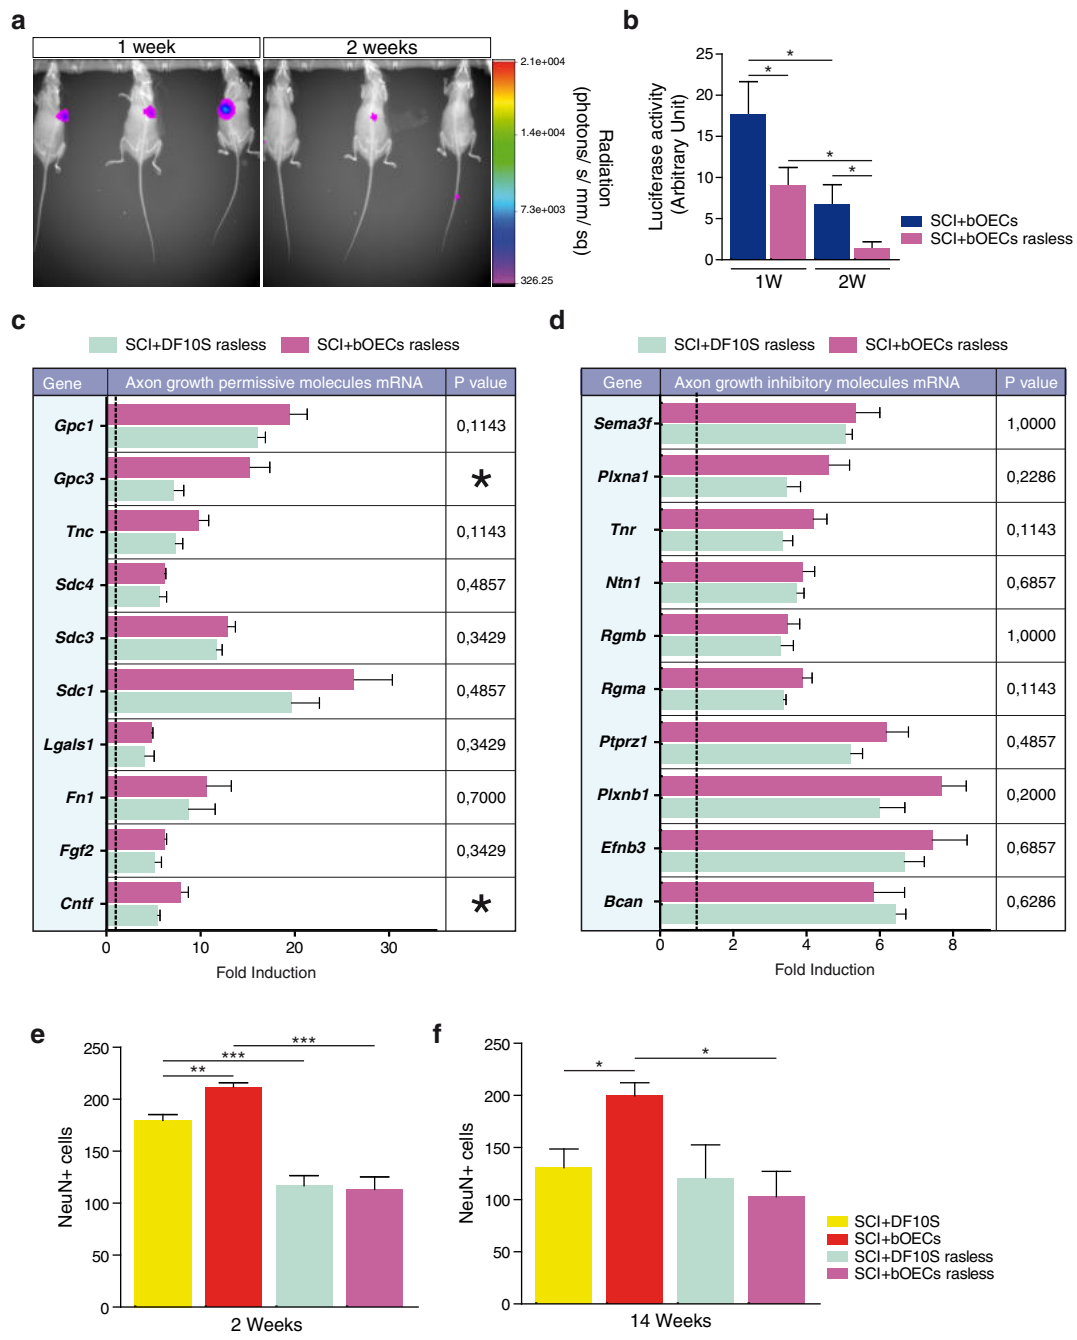 a
1 week
2 weeks
2.1e+004
1.4e+004
7.3e+003
326.25
Radiation
(photons/ s/ mm/ sq)
b
Luciferase activity
(Arbitrary Unit)
25
20
15
10
5
0
*
*
*
*
1W
2W
SCI+bOECs
SCI+bOECs rasless
c
SCI+DF10S rasless
SCI+bOECs rasless
Gene
Axon growth permissive molecules mRNA
P value
Gpc1 0,1143
Gpc3 *
Tnc 0,1143
Sdc4 0,4857
Sdc3 0,3429
Sdc1 0,4857
Lgals1 0,3429
Fn1 0,7000
Fgf2 0,3429
Cntf *
0 10 20 30
Fold Induction
d
SCI+DF10S rasless
SCI+bOECs rasless
Gene
Axon growth inhibitory molecules mRNA
P value
Sema3f 1,0000
Plxna1 0,2286
Tnr 0,1143
Ntn1 0,6857
Rgmb 1,0000
Rgma 0,1143
Ptprz1 0,4857
Plxnb1 0,2000
Efnb3 0,6857
Bcan 0,6286
0 2 4 6 8
Fold Induction
e
NeuN+ cells
250
200
150
100
50
0
***
***
**
2 Weeks
f
NeuN+ cells
250
200
150
100
50
0
*
*
14 Weeks
SCI+DF10S
SCI+bOECs
SCI+DF10S rasless
SCI+bOECs rasless